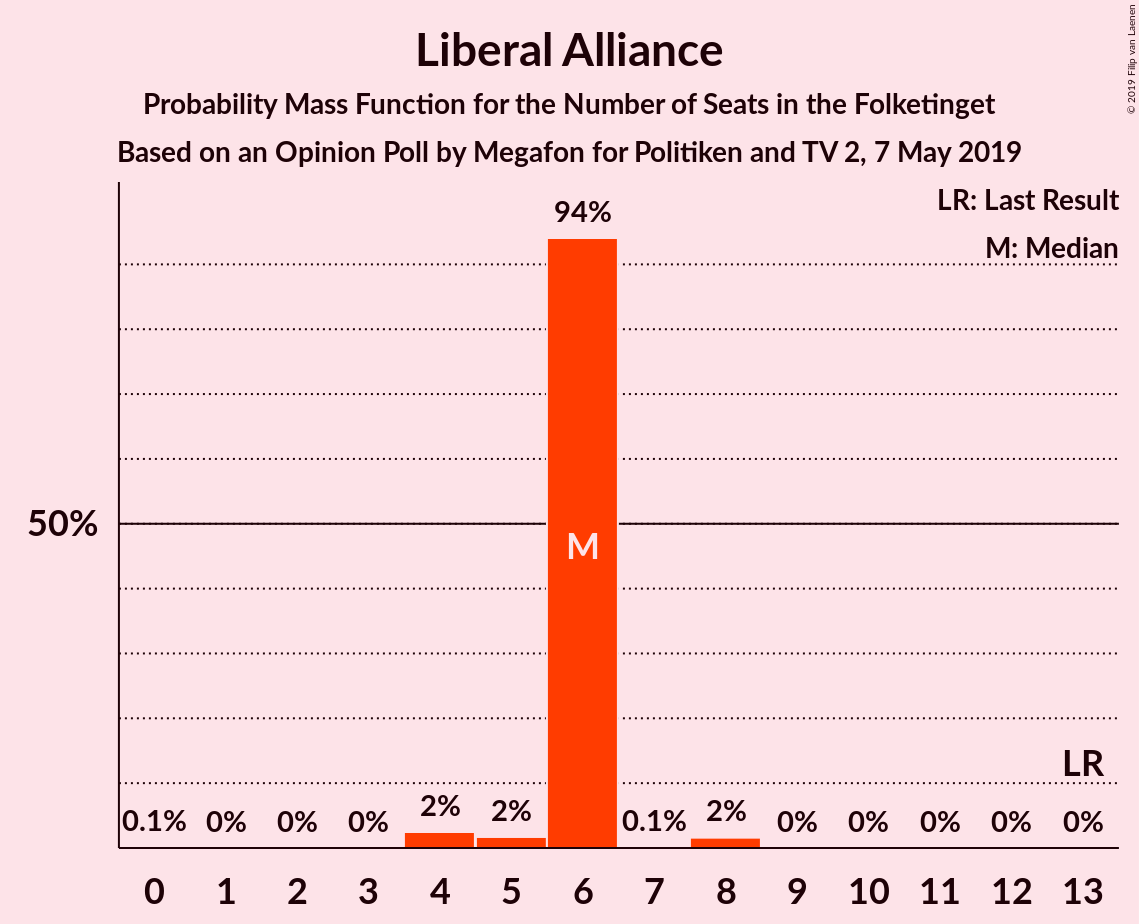 Liberal Alliance
Probability Mass Function for the Number of Seats in the Folketinget
Based on an Opinion Poll by Megafon for Politiken and TV 2, 7 May 2019
© 2019 Filip van Laenen
LR: Last Result
M: Median
94%
50%
M
LR
0.1% 0% 0% 0% 2% 2% 0.1% 2% 0% 0% 0% 0% 0%
0 1 2 3 4 5 6 7 8 9 10 11 12 13